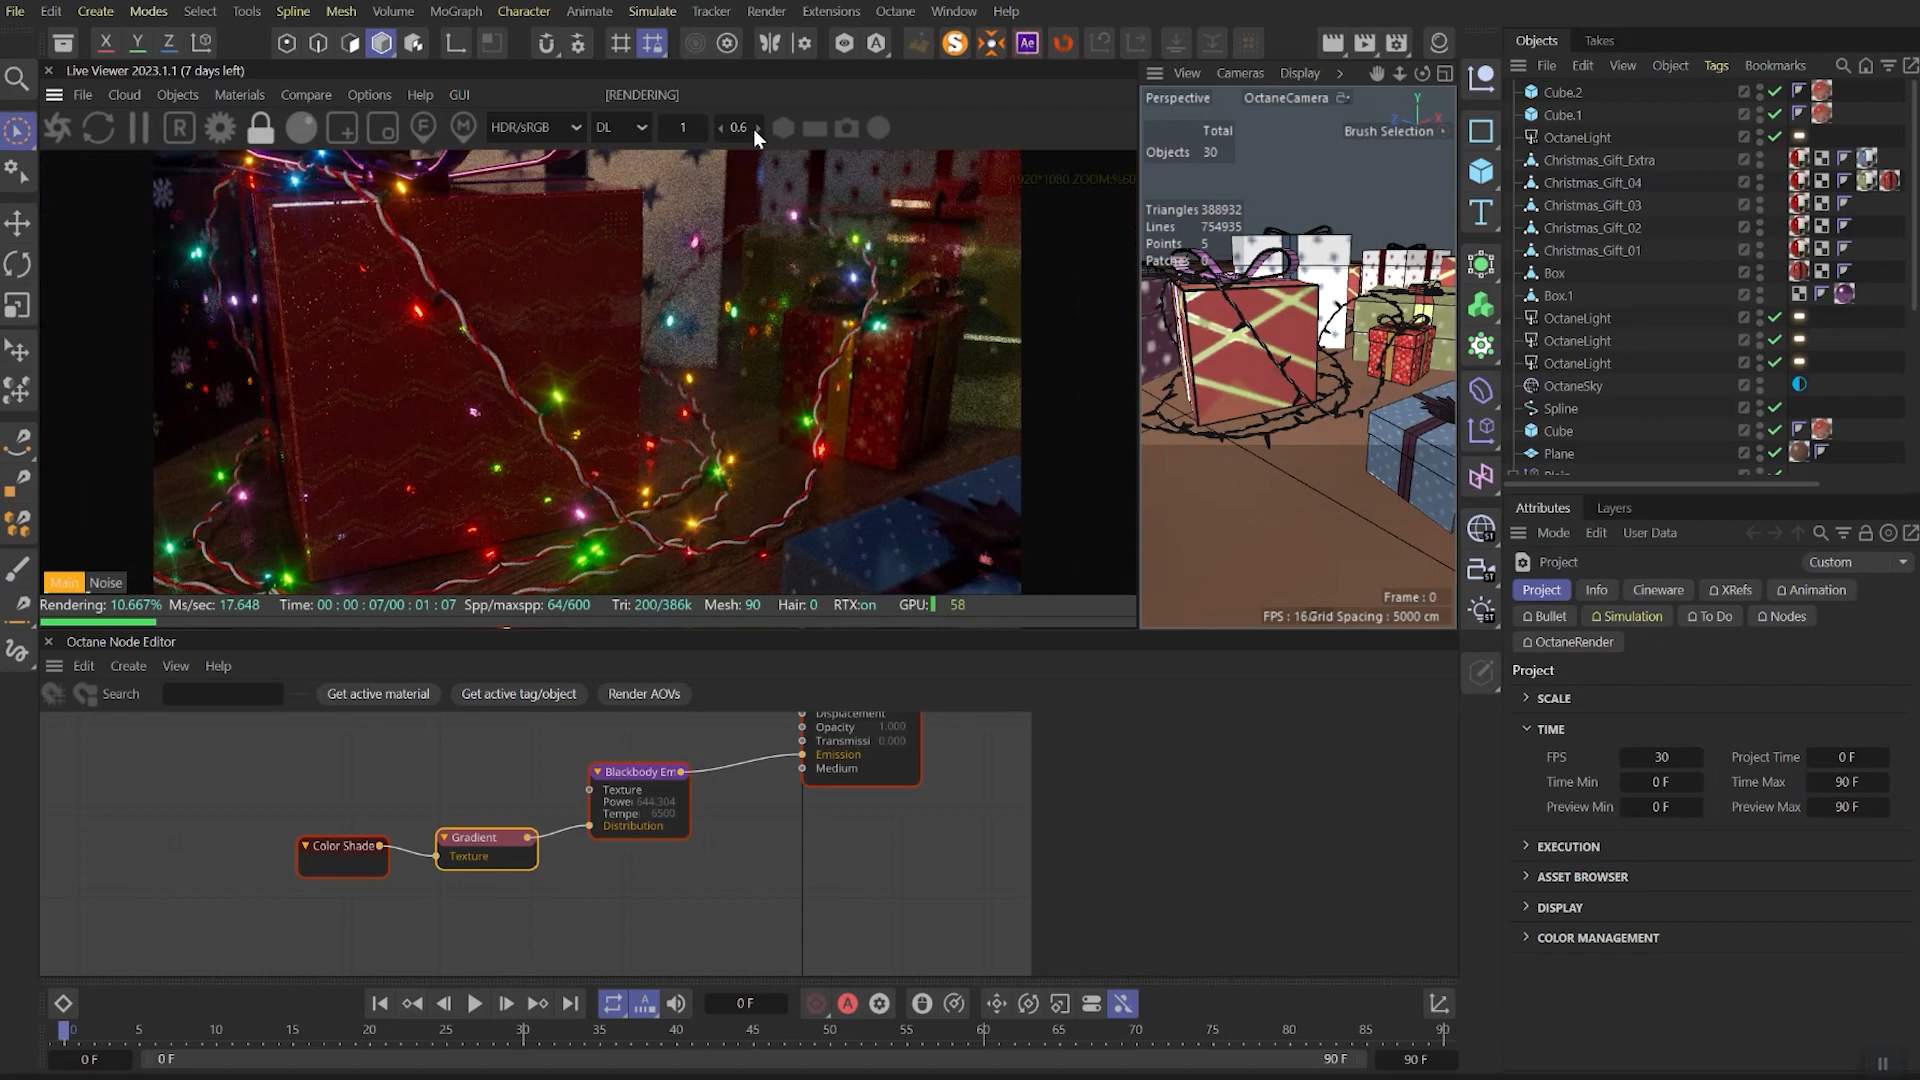 File Edit Create Modes Select Tools Spline Mesh Volume MoGraph Character Animate Simulate Tracker Render Extensions Octane Window Help
X Y Z
S Ae
Live Viewer 2023.1.1 (7 days left)
File Cloud Objects Materials Compare Options Help GUI [RENDERING]
R P M HDR/sRGB DL 1 0.6
1920*1080 ZOOM:%60
Main Noise
Rendering: 10.667% Ms/sec: 17.648 Time: 00 : 00 : 07/00 : 01 : 07 Spp/maxspp: 64/600 Tri: 200/386k Mesh: 90 Hair: 0 RTX:on GPU: 58
View Cameras Display
Perspective OctaneCamera
Y
Z X
Total Brush Selection
Objects 30
Triangles 388932
Lines 754935
Points 5
Patches 0
Frame : 0
FPS : 16 Grid Spacing : 5000 cm
Octane Node Editor
Edit Create View Help
Search Get active material Get active tag/object Render AOVs
Displacement
Opacity 1.000
Transmissi 0.000
Emission
Medium
Blackbody Em
Texture
Powe 644.304
Tempe 6500
Distribution
Gradient
Texture
Color Shade
0 F
0 5 10 15 20 25 30 35 40 45 50 55 60 65 70 75 80 85 90
0 F 0 F 90 F 90 F
T
ST
ST
ST
Objects Takes
File Edit View Object Tags Bookmarks
Cube.2
Cube.1
OctaneLight
Christmas_Gift_Extra
Christmas_Gift_04
Christmas_Gift_03
Christmas_Gift_02
Christmas_Gift_01
Box
Box.1
OctaneLight
OctaneLight
OctaneLight
OctaneSky
Spline
Cube
Plane
Attributes Layers
Mode Edit User Data
Project Custom
Project Info Cineware XRefs Animation
Bullet Simulation To Do Nodes
OctaneRender
Project
SCALE
TIME
FPS 30 Project Time 0 F
Time Min 0 F Time Max 90 F
Preview Min 0 F Preview Max 90 F
EXECUTION
ASSET BROWSER
DISPLAY
COLOR MANAGEMENT